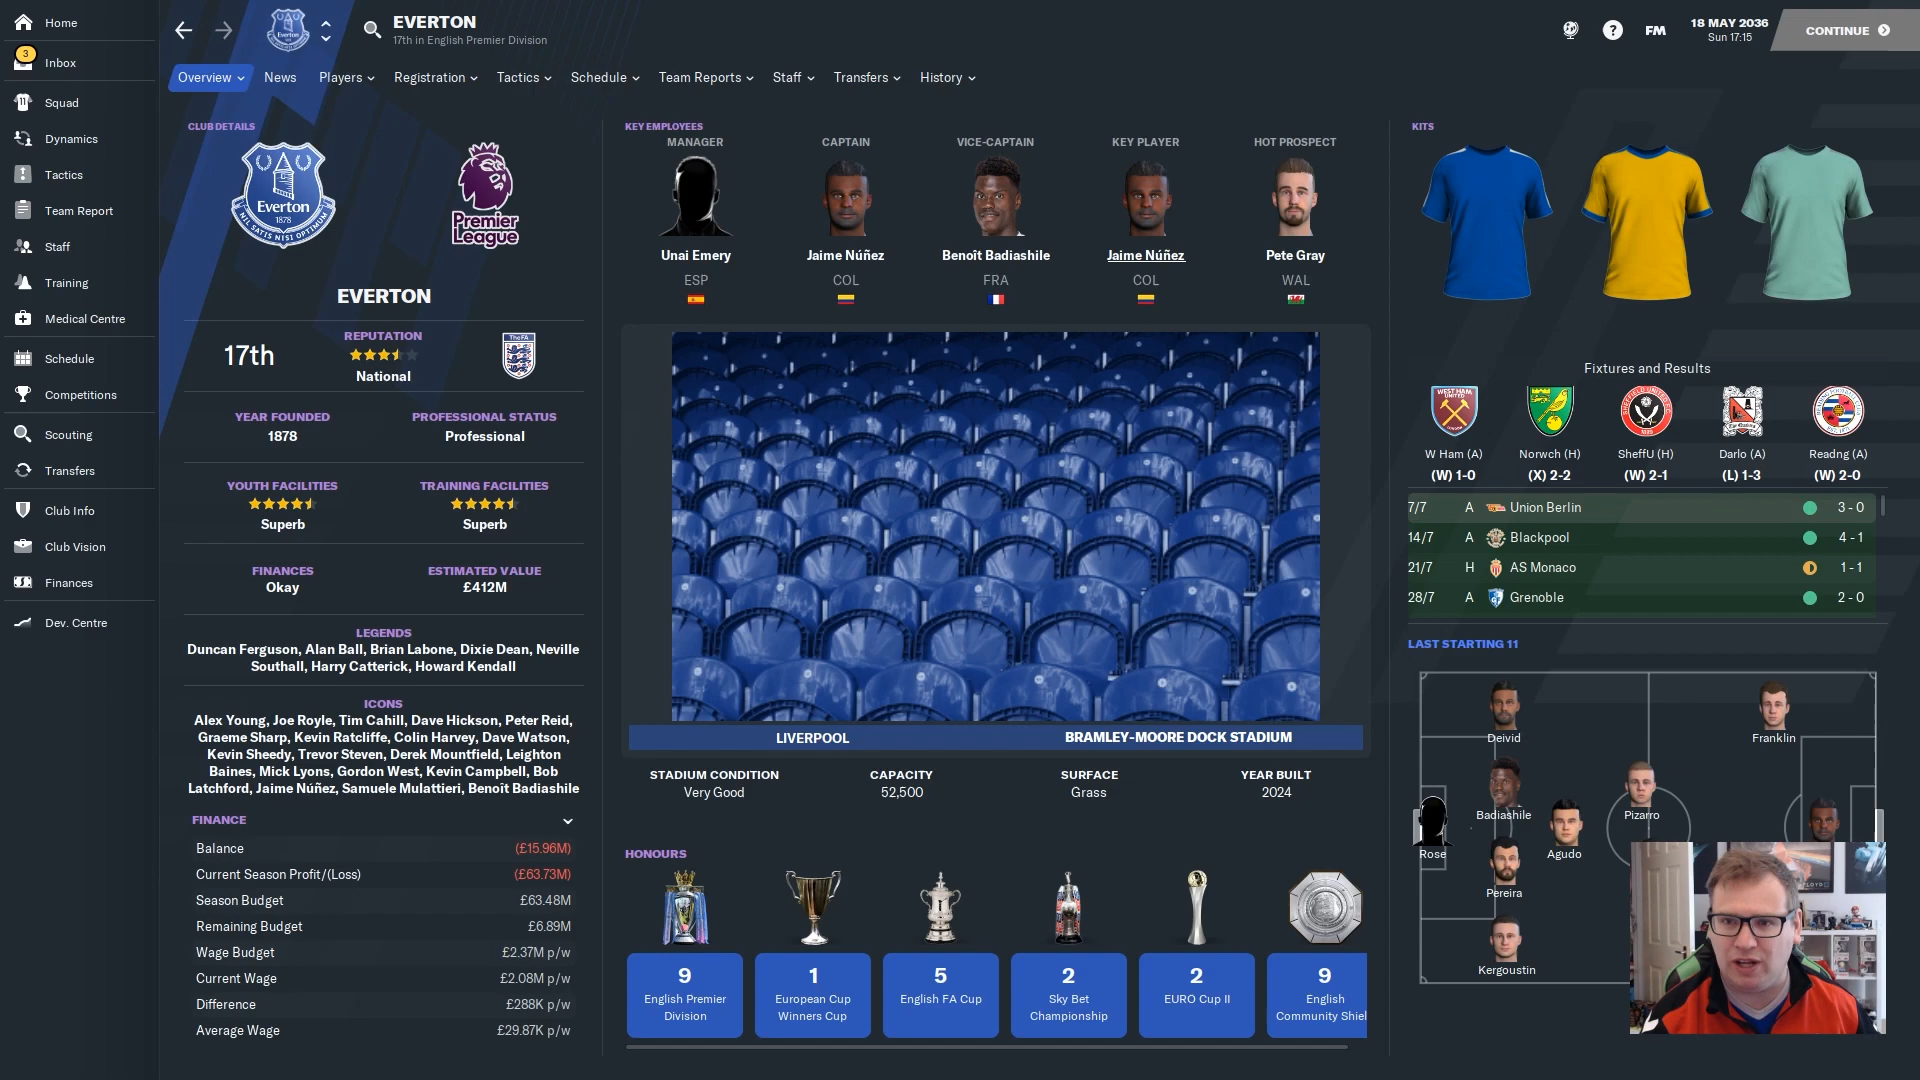 Home
3
Inbox
Squad
Dynamics
Tactics
Team Report
Staff
Training
Medical Centre
Schedule
Competitions
Scouting
Transfers
Club Info
Club Vision
Finances
Dev. Centre
EVERTON
17th in English Premier Division
FM
18 MAY 2036
Sun 17:15
CONTINUE
Overview
News
Players
Registration
Tactics
Schedule
Team Reports
Staff
Transfers
History
CLUB DETAILS
Everton
1878
NIL SATIS NISI OPTIMUM
Premier
League
EVERTON
17th
REPUTATION
National
The FA
YEAR FOUNDED
1878
PROFESSIONAL STATUS
Professional
YOUTH FACILITIES
Superb
TRAINING FACILITIES
Superb
FINANCES
Okay
ESTIMATED VALUE
£412M
LEGENDS
Duncan Ferguson, Alan Ball, Brian Labone, Dixie Dean, Neville
Southall, Harry Catterick, Howard Kendall
ICONS
Alex Young, Joe Royle, Tim Cahill, Dave Hickson, Peter Reid,
Graeme Sharp, Kevin Ratcliffe, Colin Harvey, Dave Watson,
Kevin Sheedy, Trevor Steven, Derek Mountfield, Leighton
Baines, Mick Lyons, Gordon West, Kevin Campbell, Bob
Latchford, Jaime Núñez, Samuele Mulattieri, Benoît Badiashile
FINANCE
Balance (£15.96M)
Current Season Profit/(Loss) (£63.73M)
Season Budget £63.48M
Remaining Budget £6.89M
Wage Budget £2.37M p/w
Current Wage £2.08M p/w
Difference £288K p/w
Average Wage £29.87K p/w
KEY EMPLOYEES
MANAGER
Unai Emery
ESP
CAPTAIN
Jaime Núñez
COL
VICE-CAPTAIN
Benoît Badiashile
FRA
KEY PLAYER
Jaime Núñez
COL
HOT PROSPECT
Pete Gray
WAL
LIVERPOOL
BRAMLEY-MOORE DOCK STADIUM
STADIUM CONDITION
Very Good
CAPACITY
52,500
SURFACE
Grass
YEAR BUILT
2024
HONOURS
9
English Premier
Division
1
European Cup
Winners Cup
5
English FA Cup
2
Sky Bet
Championship
2
EURO Cup II
9
English
Community Shiel
KITS
Fixtures and Results
W Ham (A)
(W) 1-0
Norwch (H)
(X) 2-2
SheffU (H)
(W) 2-1
Darlo (A)
(L) 1-3
Readng (A)
(W) 2-0
7/7 A Union Berlin 3 - 0
14/7 A Blackpool 4 - 1
21/7 H AS Monaco 1 - 1
28/7 A Grenoble 2 - 0
LAST STARTING 11
Deivid
Franklin
Badiashile
Pizarro
Rose
Agudo
Pereira
Kergoustin